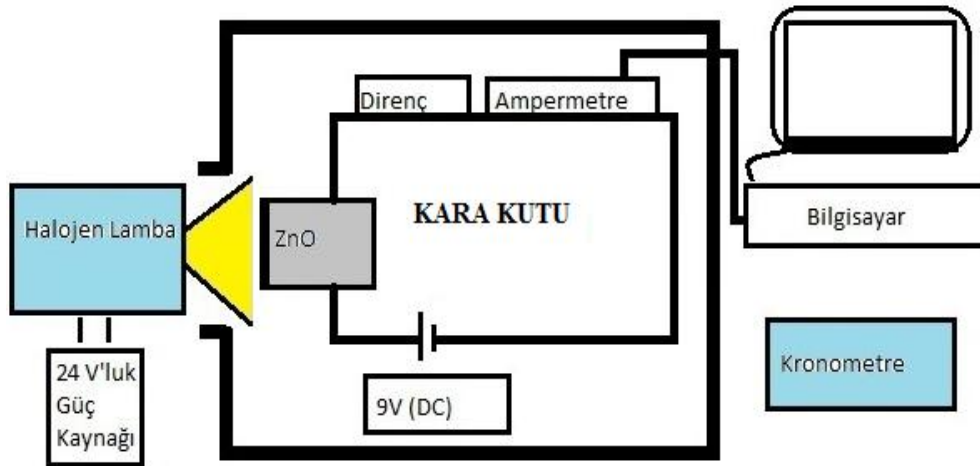 Direnç
Ampermetre
Halojen Lamba
ZnO
KARA KUTU
Bilgisayar
24 V'luk
Güç
Kaynağı
9V (DC)
Kronometre